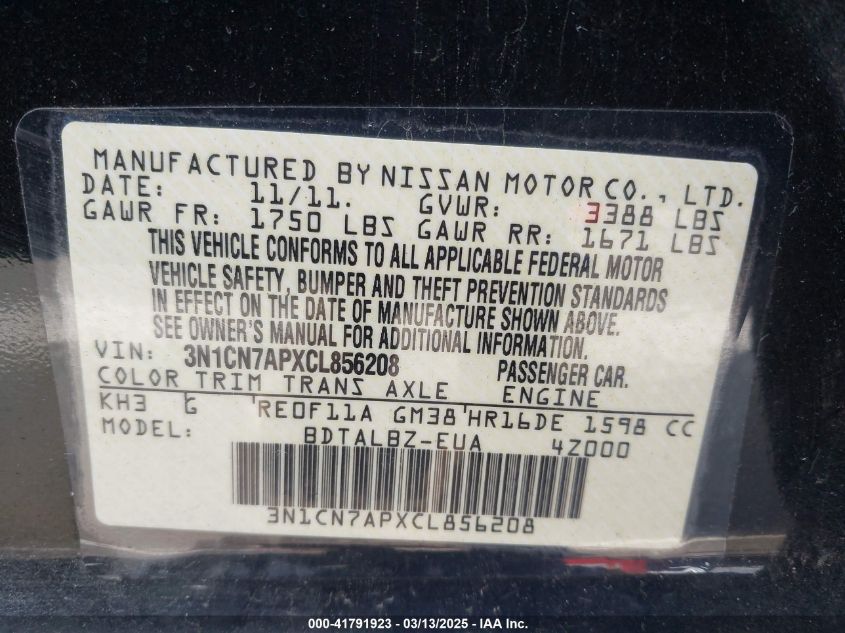 MANUFACTURED BY NISSAN MOTOR CO., LTD.
DATE: 11/11. GVWR: 3388 LBS
GAWR FR: 1750 LBS GAWR RR: 1671 LBS
THIS VEHICLE CONFORMS TO ALL APPLICABLE FEDERAL MOTOR
VEHICLE SAFETY, BUMPER AND THEFT PREVENTION STANDARDS
IN EFFECT ON THE DATE OF MANUFACTURE SHOWN ABOVE.
SEE OWNER'S MANUAL FOR ADDITIONAL INFORMATION.
VIN: 3N1CN7APXCL856208 PASSENGER CAR.
COLOR TRIM TRANS AXLE ENGINE
KH3 G RE0F11A GM38 HR16DE 1598 CC
MODEL: BDTALBZ-EUA 4Z000
3N1CN7APXCL856208
000-41791923 - 03/13/2025 - IAA Inc.